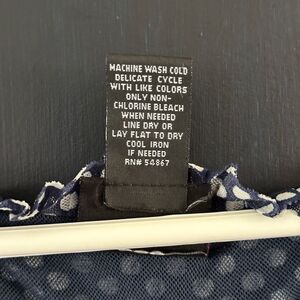 MACHINE WASH COLD
DELICATE CYCLE
WITH LIKE COLORS
ONLY NON-
CHLORINE BLEACH
WHEN NEEDED
LINE DRY OR
LAY FLAT TO DRY
COOL IRON
IF NEEDED
RN# 54867